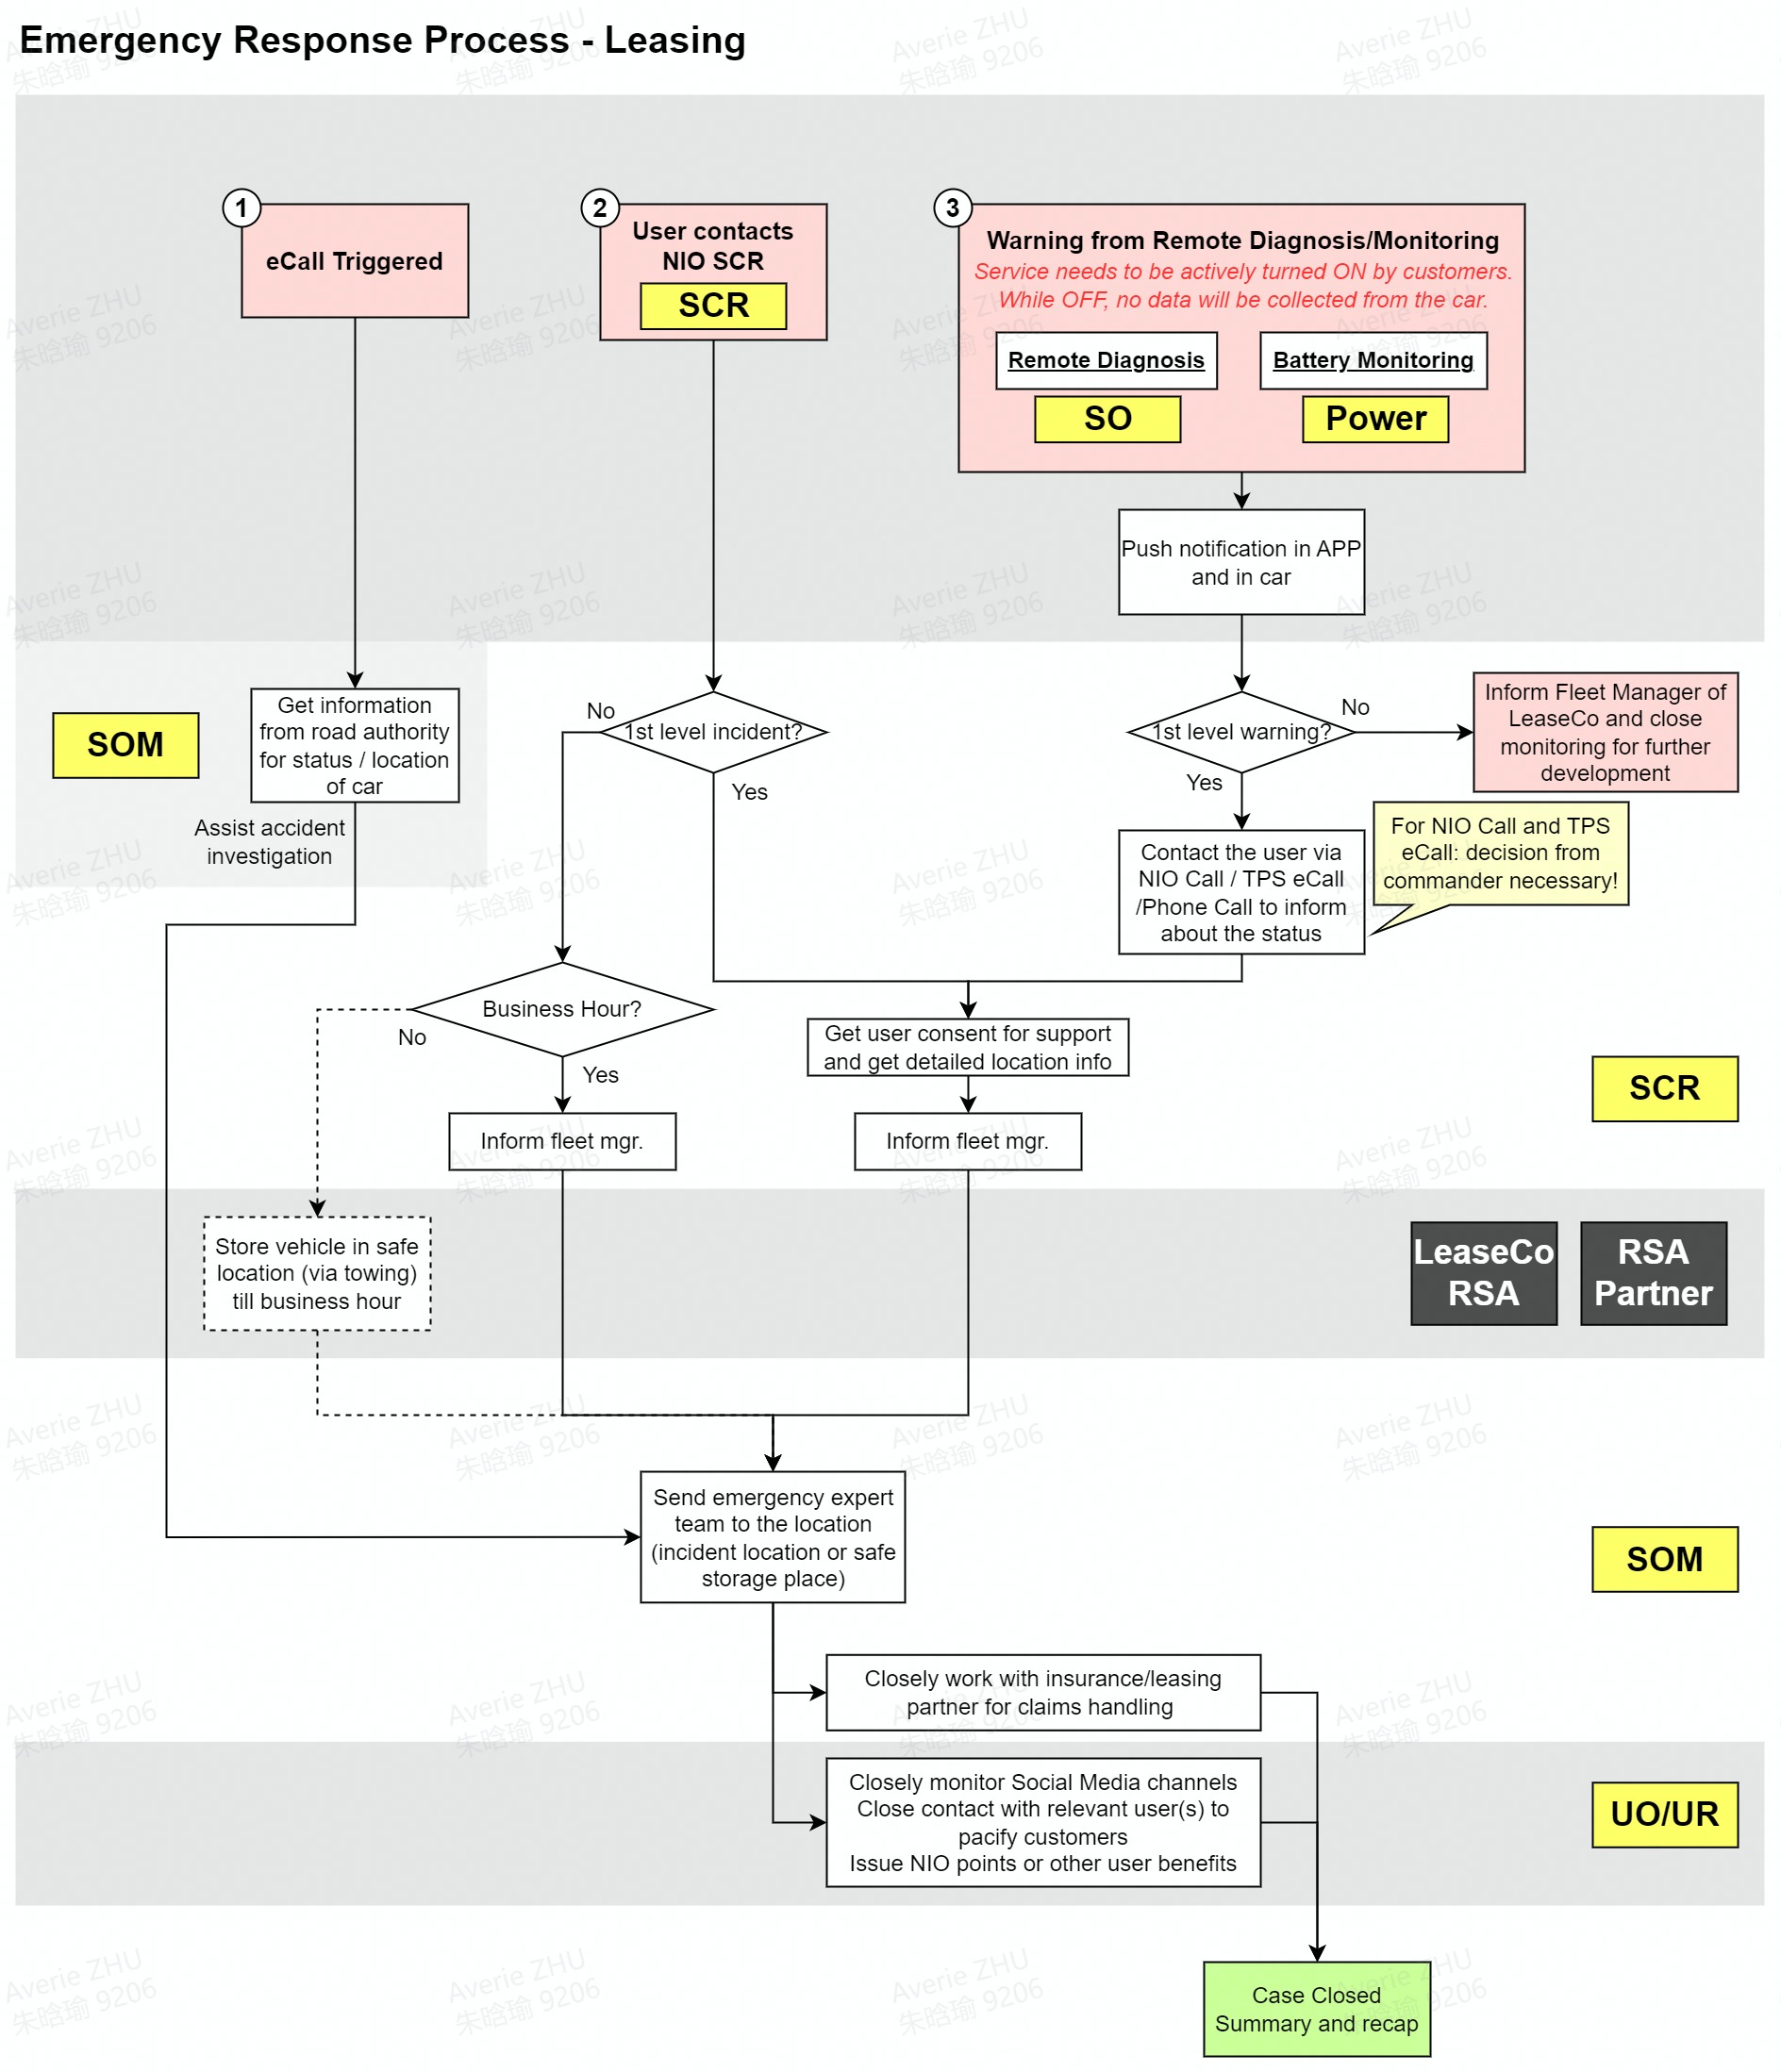 Emergency Response Process - Leasing
1
eCall Triggered
2
User contacts
NIO SCR
SCR
3
Warning from Remote Diagnosis/Monitoring
Service needs to be actively turned ON by customers.
While OFF, no data will be collected from the car.
Remote Diagnosis
Battery Monitoring
SO
Power
Push notification in APP
and in car
SOM
Get information
from road authority
for status / location
of car
Assist accident
investigation
No
1st level incident?
Yes
1st level warning?
No
Yes
Inform Fleet Manager of
LeaseCo and close
monitoring for further
development
Contact the user via
NIO Call / TPS eCall
/Phone Call to inform
about the status
For NIO Call and TPS
eCall: decision from
commander necessary!
Business Hour?
No
Yes
Get user consent for support
and get detailed location info
SCR
Inform fleet mgr.
Inform fleet mgr.
Store vehicle in safe
location (via towing)
till business hour
LeaseCo
RSA
RSA
Partner
Send emergency expert
team to the location
(incident location or safe
storage place)
SOM
Closely work with insurance/leasing
partner for claims handling
Closely monitor Social Media channels
Close contact with relevant user(s) to
pacify customers
Issue NIO points or other user benefits
UO/UR
Case Closed
Summary and recap
Averie ZHU
朱晗瑜 9206